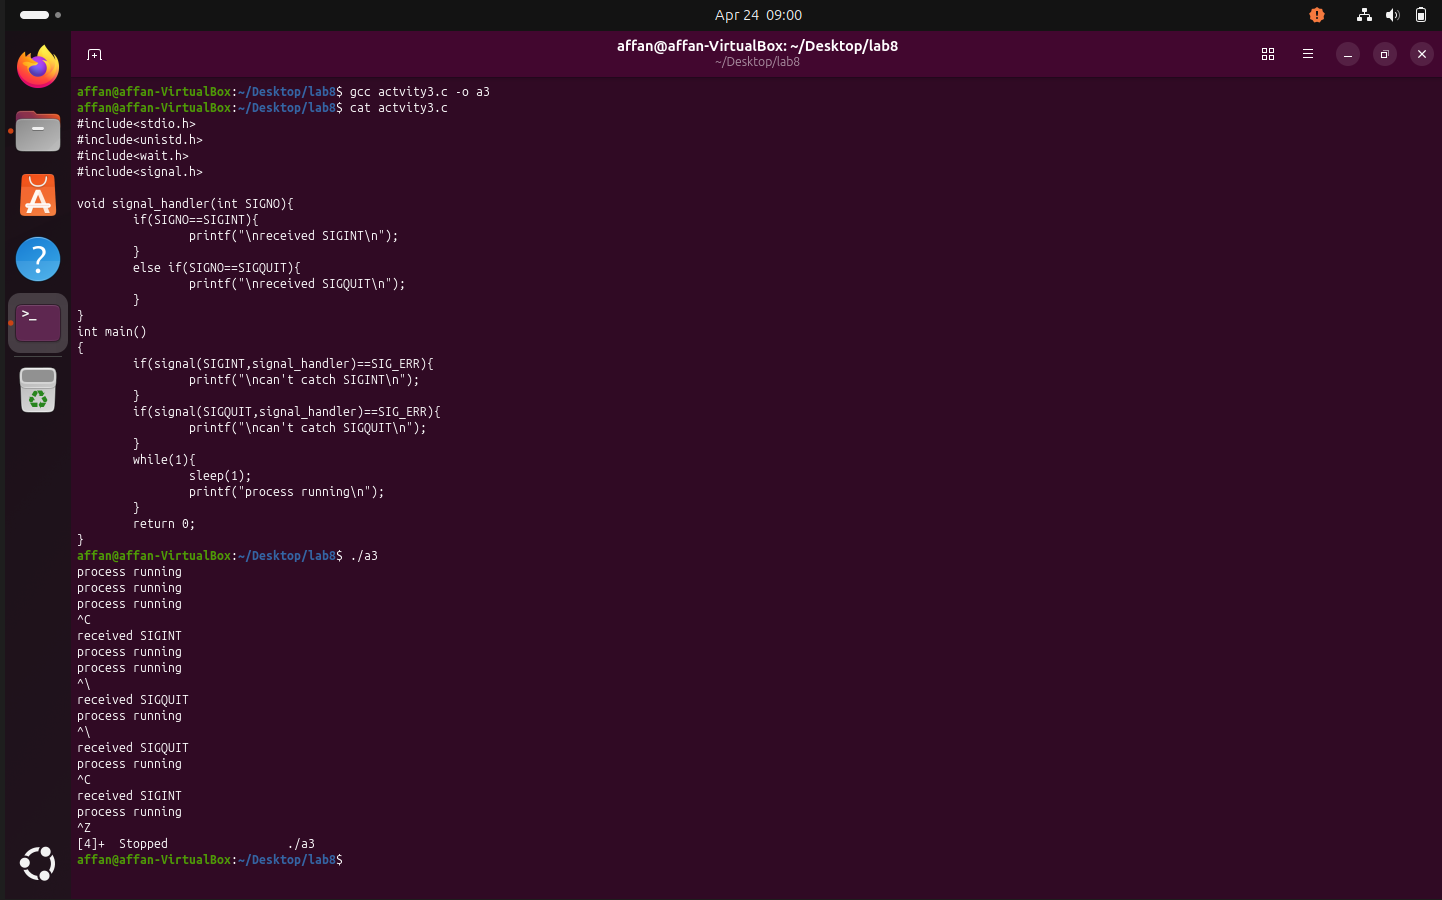 Apr 24 09:00
affan@affan-VirtualBox: ~/Desktop/lab8
~/Desktop/lab8
affan@affan-VirtualBox:~/Desktop/lab8$ gcc actvity3.c -o a3
affan@affan-VirtualBox:~/Desktop/lab8$ cat actvity3.c
#include<stdio.h>
#include<unistd.h>
#include<wait.h>
#include<signal.h>

void signal_handler(int SIGNO){
        if(SIGNO==SIGINT){
                printf("\nreceived SIGINT\n");
        }
        else if(SIGNO==SIGQUIT){
                printf("\nreceived SIGQUIT\n");
        }
}
int main()
{
        if(signal(SIGINT,signal_handler)==SIG_ERR){
                printf("\ncan't catch SIGINT\n");
        }
        if(signal(SIGQUIT,signal_handler)==SIG_ERR){
                printf("\ncan't catch SIGQUIT\n");
        }
        while(1){
                sleep(1);
                printf("process running\n");
        }
        return 0;
}
affan@affan-VirtualBox:~/Desktop/lab8$ ./a3
process running
process running
process running
^C
received SIGINT
process running
process running
^\
received SIGQUIT
process running
^\
received SIGQUIT
process running
^C
received SIGINT
process running
^Z
[4]+  Stopped                 ./a3
affan@affan-VirtualBox:~/Desktop/lab8$